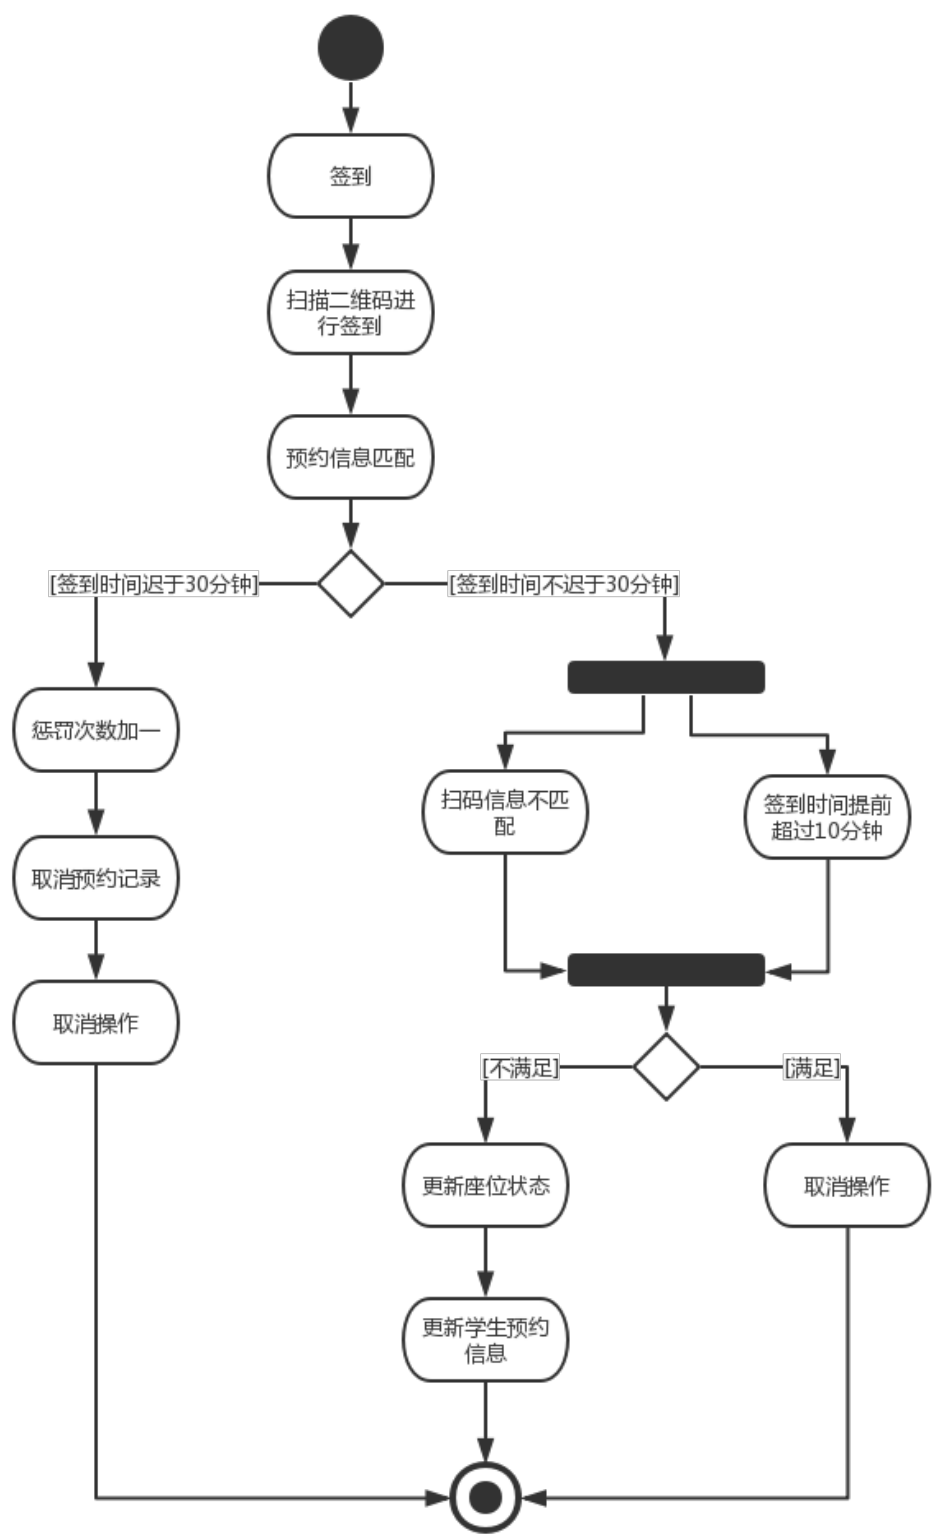 签到
扫描二维码进
行签到
预约信息匹配
[签到时间迟于30分钟]
[签到时间不迟于30分钟]
惩罚次数加一
取消预约记录
取消操作
扫码信息不匹
配
签到时间提前
超过10分钟
[不满足]
[满足]
更新座位状态
取消操作
更新学生预约
信息